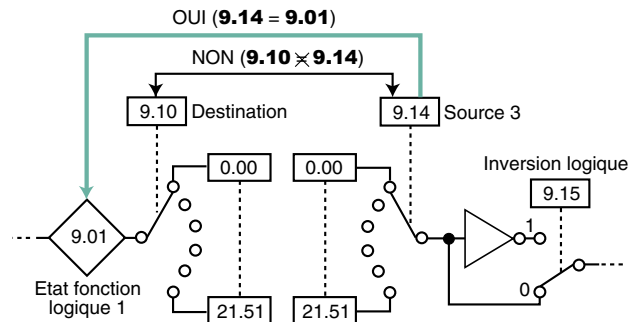 OUI (9.14 = 9.01)
NON (9.10 ≍ 9.14)
9.10 Destination
9.14 Source 3
0.00
0.00
Inversion logique
9.15
9.01
1
Etat fonction
logique 1
0
21.51
21.51